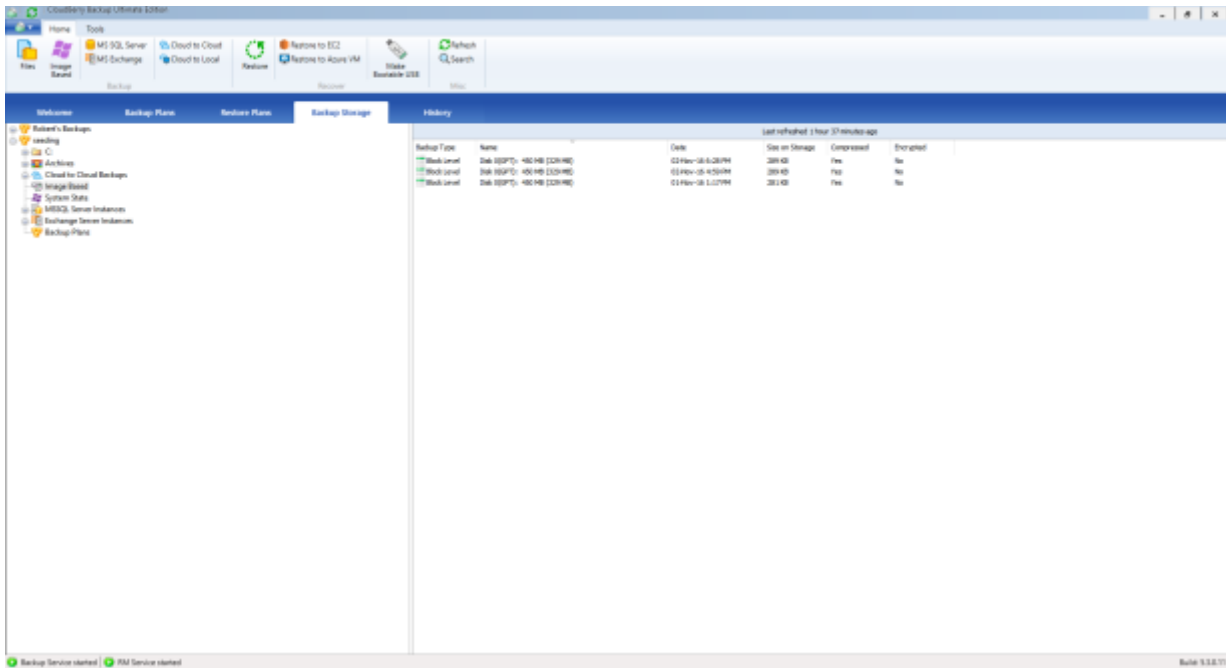 CloudBerry Backup Ultimate Edition
Home Tools
Files
Image Based
MS SQL Server
MS Exchange
Cloud to Cloud
Cloud to Local
Backup
Restore
Restore to EC2
Restore to Azure VM
Make Bootable USB
Recover
Refresh
Search
Misc
Welcome Backup Plans Restore Plans Backup Storage History
Robert's Backups
seeding
C:
Archives
Cloud to Cloud Backups
Image Based
System State
MSSQL Server Instances
Exchange Server Instances
Backup Plans
Last refreshed 1 hour 37 minutes ago
Backup Type Name Date Size on Storage Compressed Encrypted
Block Level Yes No
Block Level Yes No
Block Level Yes No
Backup Service started RM Service started
Build